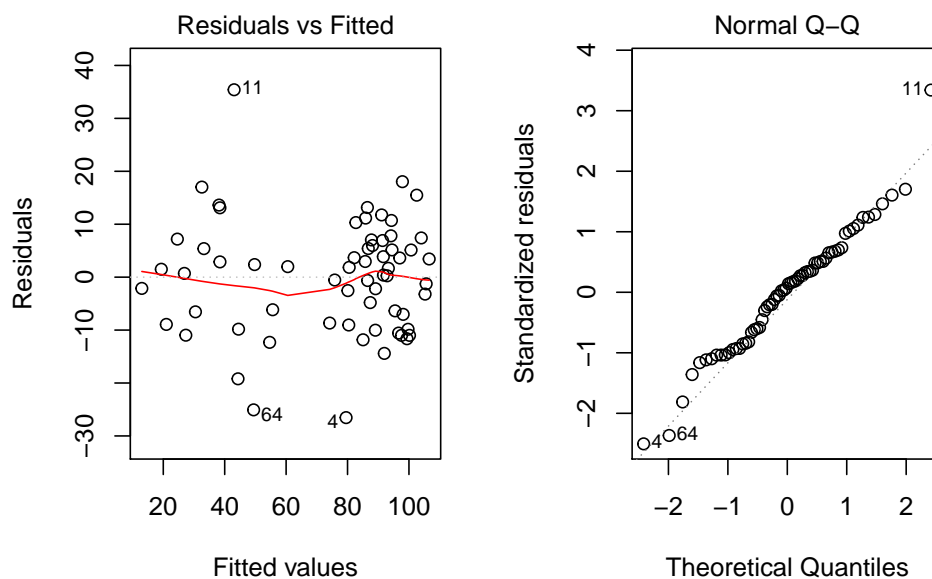 Residuals vs Fitted
Residuals
40
30
20
10
0
−10
−30
11
64
4
20 40 60 80 100
Fitted values
Normal Q−Q
Standardized residuals
4
3
2
1
0
−1
−2
11
4
64
−2 −1 0 1 2
Theoretical Quantiles